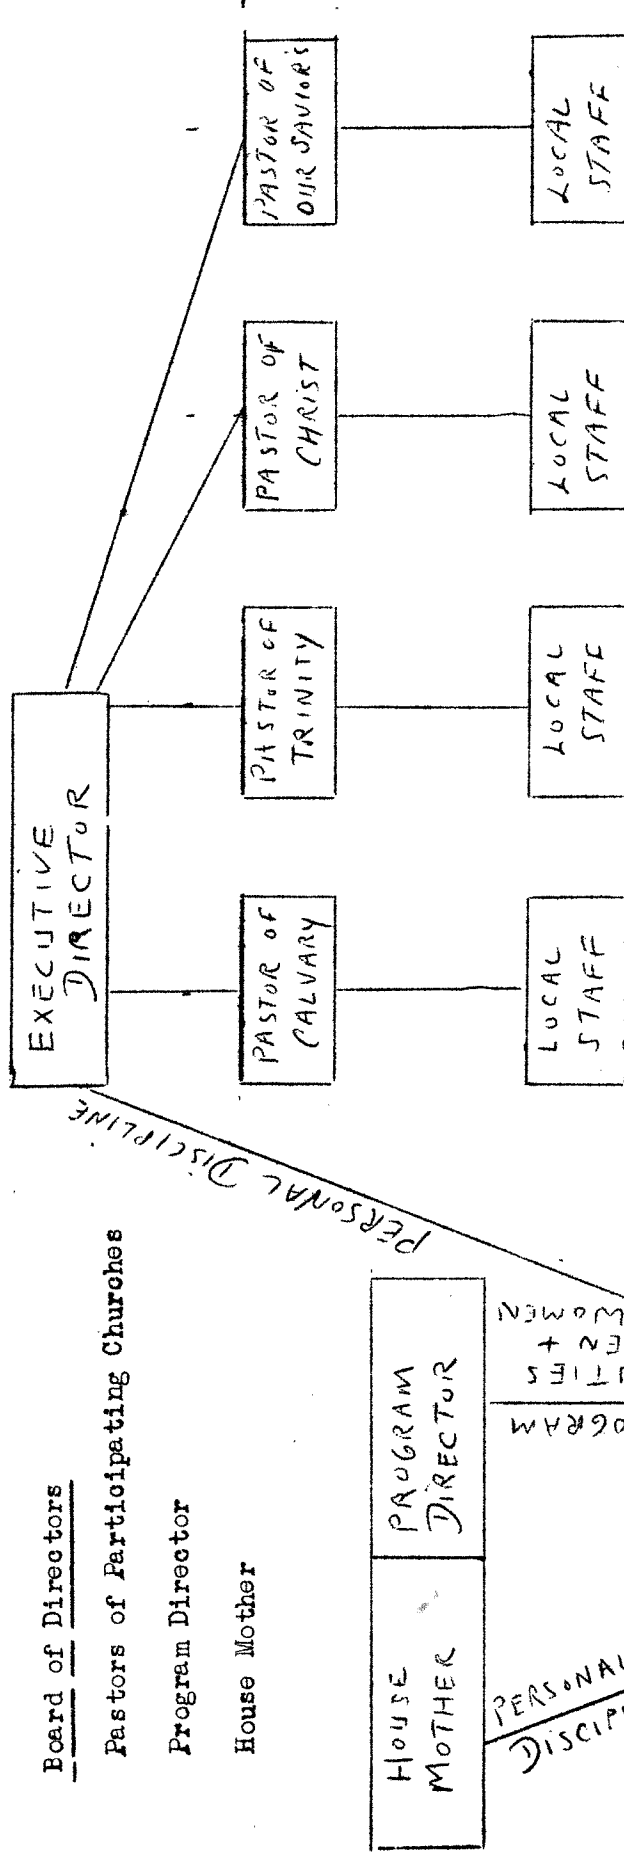 Board of Directors
Pastors of Participating Churches
Program Director
House Mother
EXECUTIVE
DIRECTOR
PERSONAL DISCIPLINE
HOUSE
MOTHER
PROGRAM
DIRECTOR
PASTOR OF
CALVARY
PASTOR OF
TRINITY
PASTOR OF
CHRIST
PASTOR OF
OUR SAVIOR'S
LOCAL
STAFF
LOCAL
STAFF
LOCAL
STAFF
LOCAL
STAFF
PERSONAL